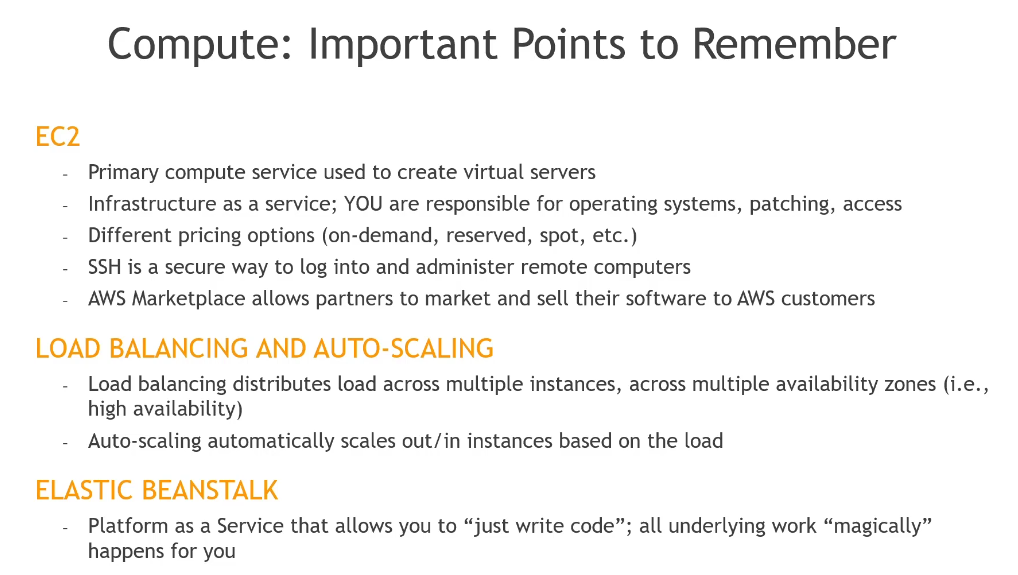 Compute: Important Points to Remember
EC2
- Primary compute service used to create virtual servers
- Infrastructure as a service; YOU are responsible for operating systems, patching, access
- Different pricing options (on-demand, reserved, spot, etc.)
- SSH is a secure way to log into and administer remote computers
- AWS Marketplace allows partners to market and sell their software to AWS customers
LOAD BALANCING AND AUTO-SCALING
- Load balancing distributes load across multiple instances, across multiple availability zones (i.e.,
high availability)
- Auto-scaling automatically scales out/in instances based on the load
ELASTIC BEANSTALK
- Platform as a Service that allows you to “just write code”; all underlying work “magically”
happens for you